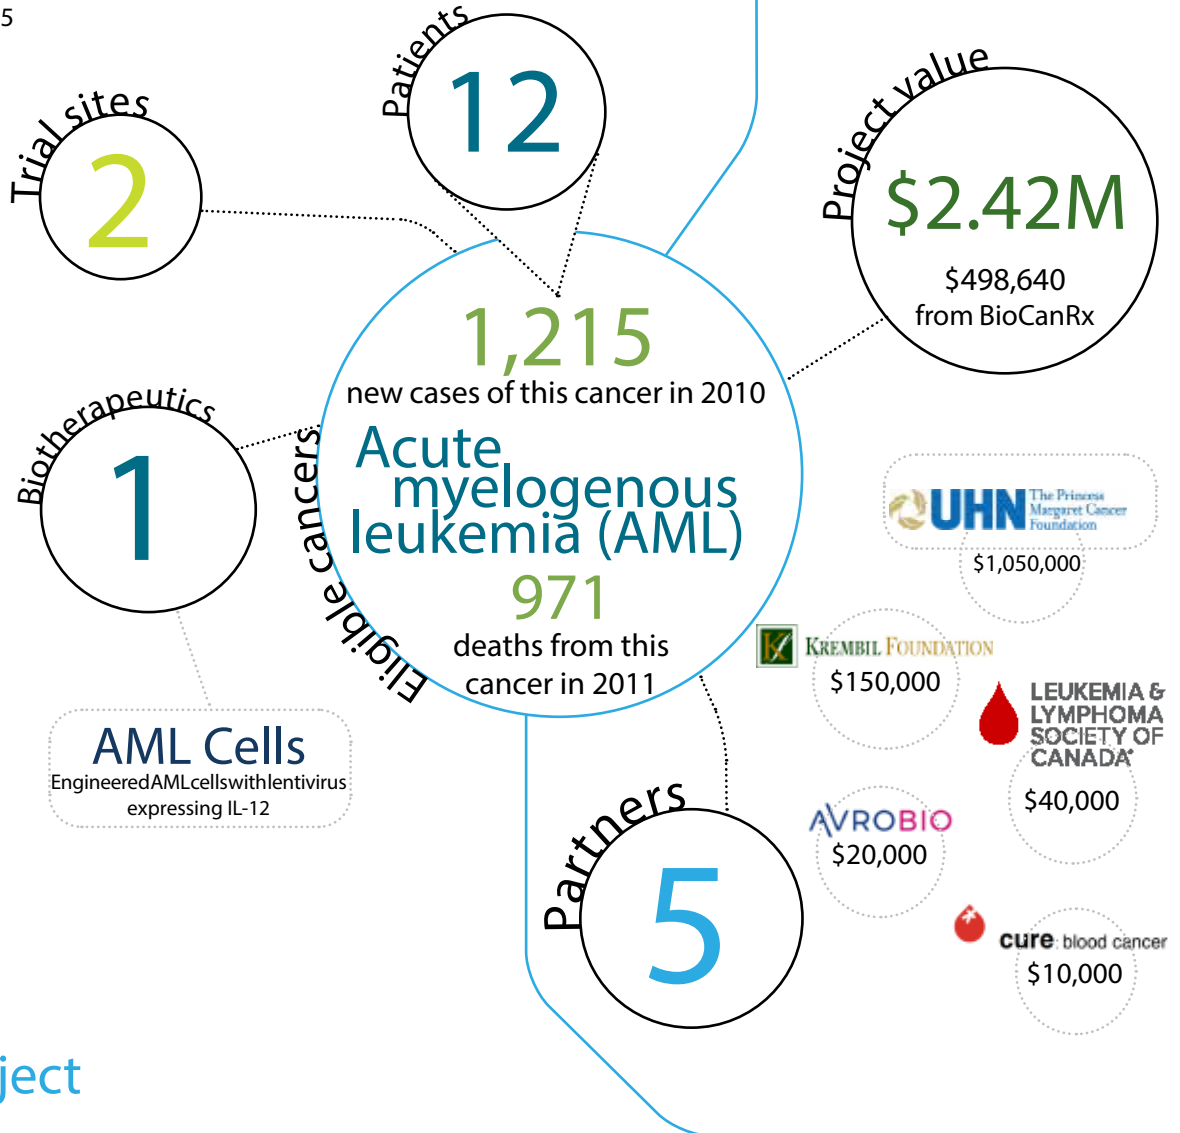 5
Trial sites
2
Patients
12
Project value
$2.42M
$498,640
from BioCanRx
1,215
new cases of this cancer in 2010
Acute
myelogenous
leukemia (AML)
971
deaths from this
cancer in 2011
Eligible cancers
Biotherapeutics
1
AML Cells
EngineeredAMLcellswithlentivirus
expressing IL-12
UHN
The Princess
Margaret Cancer
Foundation
$1,050,000
KREMBIL FOUNDATION
$150,000
LEUKEMIA &
LYMPHOMA
SOCIETY OF
CANADA
$40,000
AVROBIO
$20,000
cure: blood cancer
$10,000
Partners
5
ject